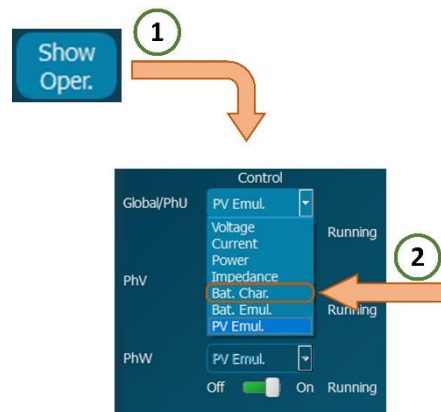 Show
Oper.
1
Control
Global/PhU PV Emul.
Voltage
Current Running
Power
Impedance
2
PhV Bat. Char.
Bat. Emul. Running
PV Emul.
PhW PV Emul.
Off On Running